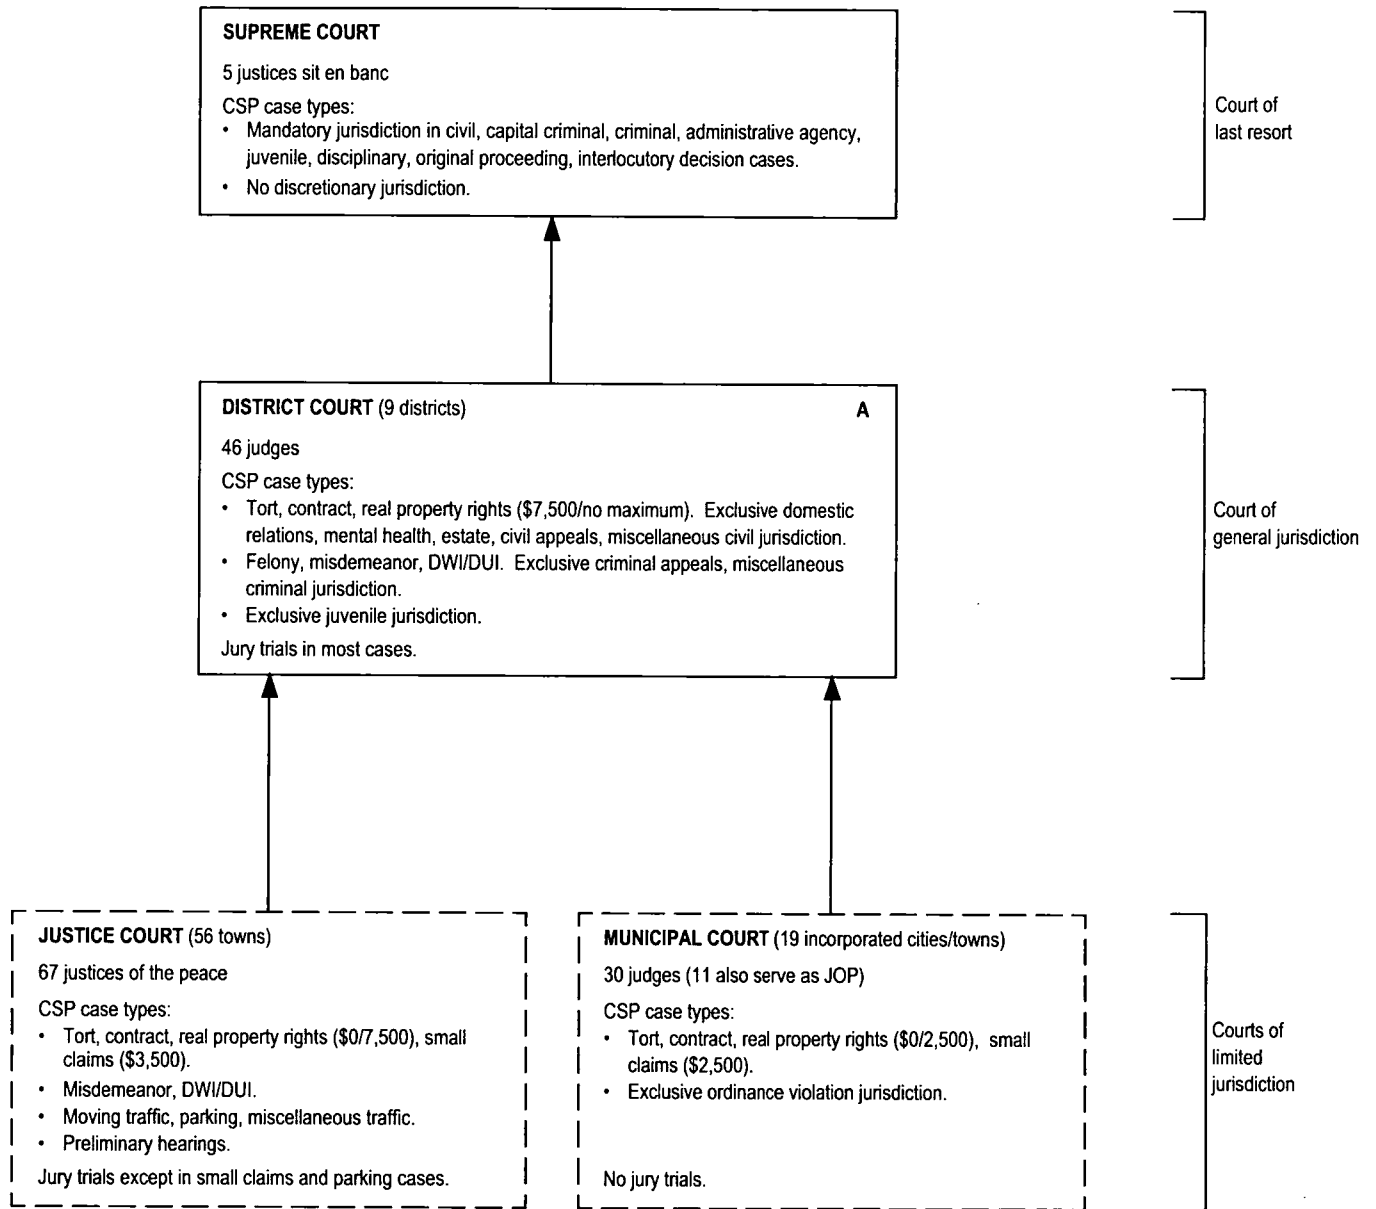 SUPREME COURT
5 justices sit en banc
CSP case types:
• Mandatory jurisdiction in civil, capital criminal, criminal, administrative agency,
juvenile, disciplinary, original proceeding, interlocutory decision cases.
• No discretionary jurisdiction.
Court of
last resort
DISTRICT COURT (9 districts) A
46 judges
CSP case types:
• Tort, contract, real property rights ($7,500/no maximum). Exclusive domestic
relations, mental health, estate, civil appeals, miscellaneous civil jurisdiction.
• Felony, misdemeanor, DWI/DUI. Exclusive criminal appeals, miscellaneous
criminal jurisdiction.
• Exclusive juvenile jurisdiction.
Jury trials in most cases.
Court of
general jurisdiction
JUSTICE COURT (56 towns)
67 justices of the peace
CSP case types:
• Tort, contract, real property rights ($0/7,500), small
claims ($3,500).
• Misdemeanor, DWI/DUI.
• Moving traffic, parking, miscellaneous traffic.
• Preliminary hearings.
Jury trials except in small claims and parking cases.
MUNICIPAL COURT (19 incorporated cities/towns)
30 judges (11 also serve as JOP)
CSP case types:
• Tort, contract, real property rights ($0/2,500), small
claims ($2,500).
• Exclusive ordinance violation jurisdiction.
No jury trials.
Courts of
limited
jurisdiction